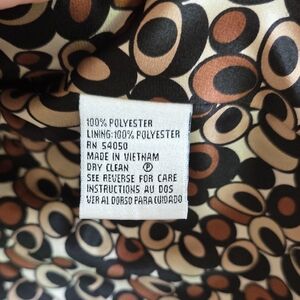 100% POLYESTER
LINING:100% POLYESTER
RN 54050
MADE IN VIETNAM
DRY CLEAN Ⓟ
SEE REVERSE FOR CARE
INSTRUCTIONS AU DOS
VER AL DORSO PARA CUIDADO